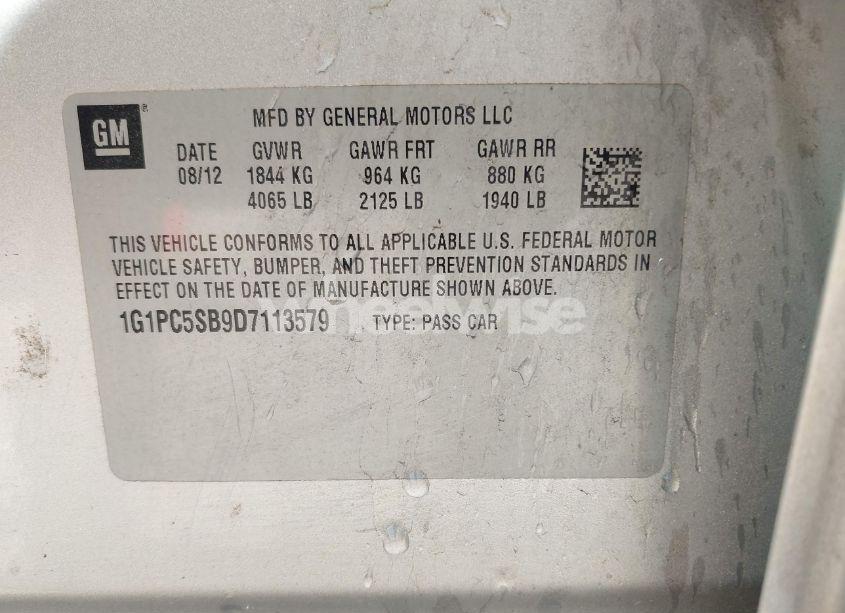 GM ®
MFD BY GENERAL MOTORS LLC
DATE GVWR GAWR FRT GAWR RR
08/12 1844 KG 964 KG 880 KG
4065 LB 2125 LB 1940 LB
THIS VEHICLE CONFORMS TO ALL APPLICABLE U.S. FEDERAL MOTOR
VEHICLE SAFETY, BUMPER, AND THEFT PREVENTION STANDARDS IN
EFFECT ON THE DATE OF MANUFACTURE SHOWN ABOVE.
1G1PC5SB9D7113579 TYPE: PASS CAR